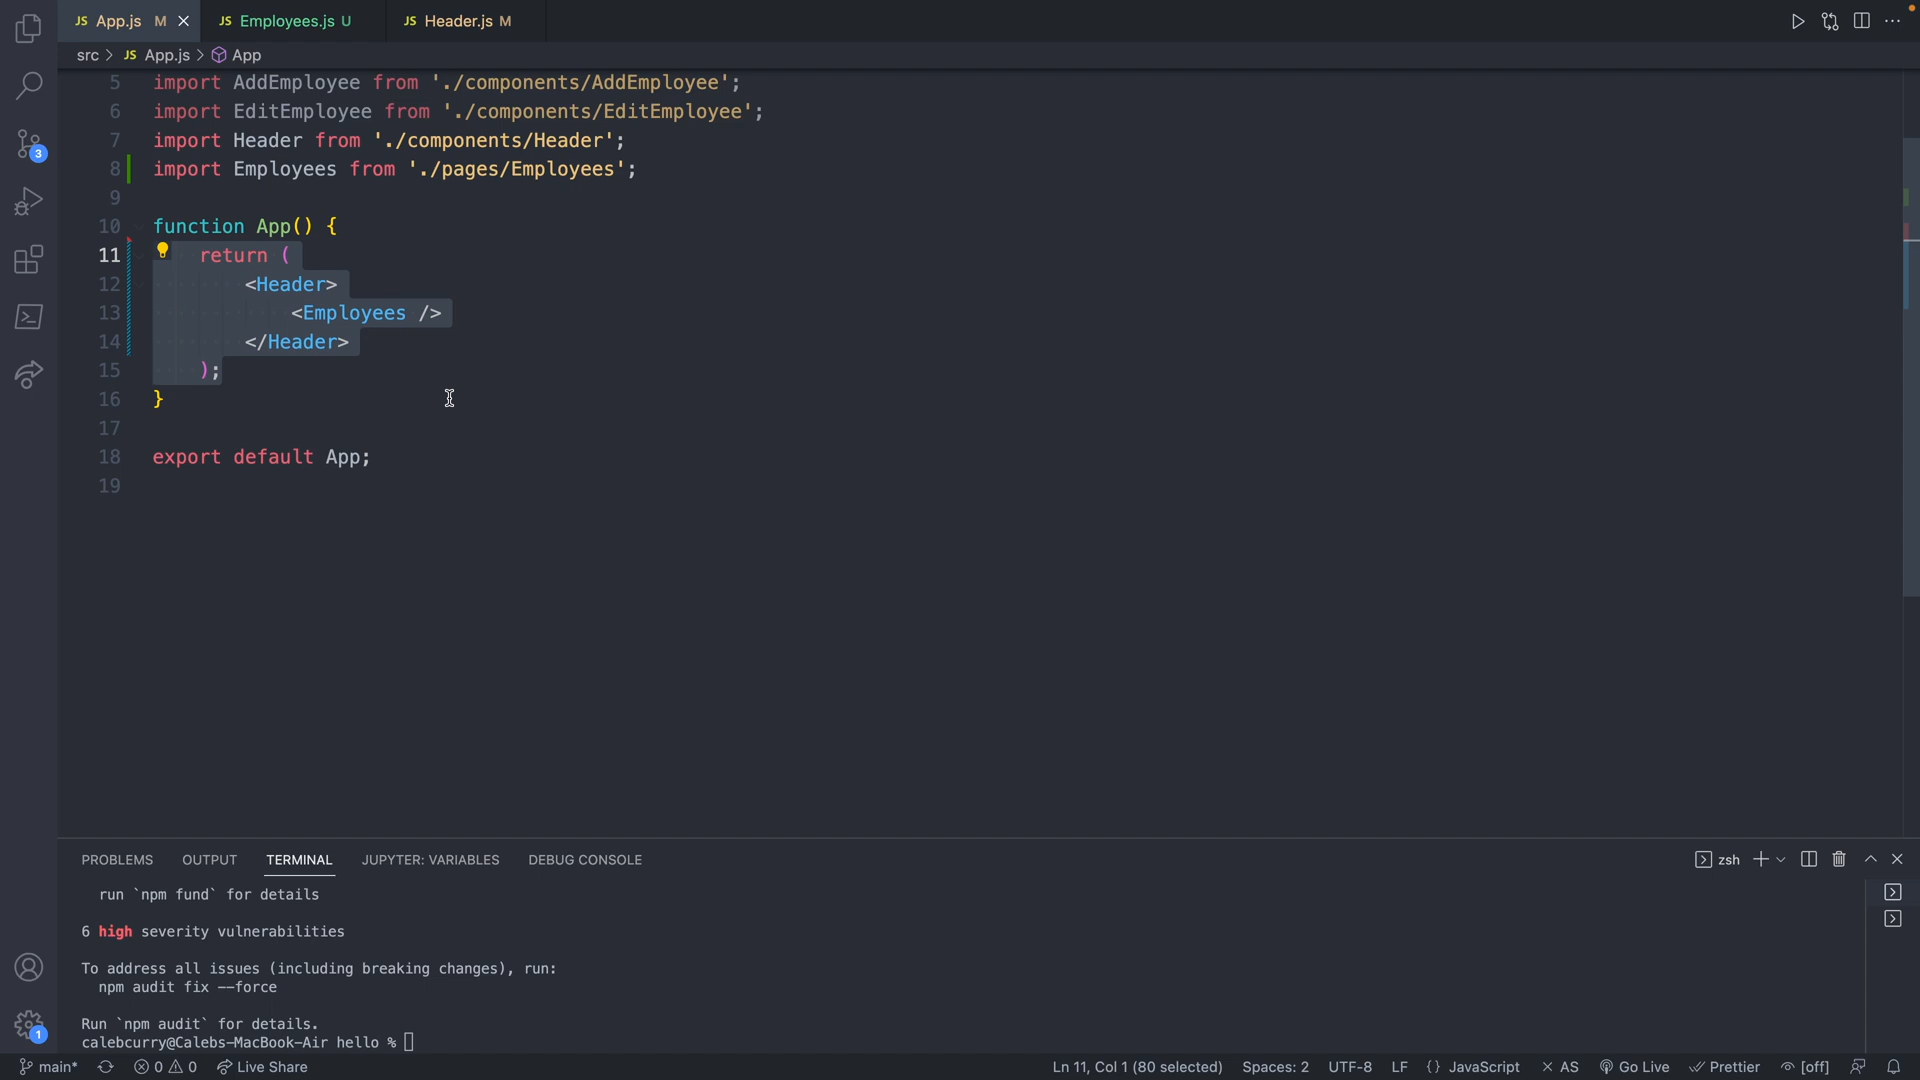 JS App.js M
JS Employees.js U
JS Header.js M
src > JS App.js > App
5 import AddEmployee from './components/AddEmployee';
6 import EditEmployee from './components/EditEmployee';
7 import Header from './components/Header';
8 import Employees from './pages/Employees';
9
10 function App() {
11 return (
12 <Header>
13 <Employees />
14 </Header>
15 );
16 }
17
18 export default App;
19
3
1
PROBLEMS OUTPUT TERMINAL JUPYTER: VARIABLES DEBUG CONSOLE
zsh
run `npm fund` for details
6 high severity vulnerabilities
To address all issues (including breaking changes), run:
npm audit fix --force
Run `npm audit` for details.
calebcurry@Calebs-MacBook-Air hello %
main* 0 0 Live Share Ln 11, Col 1 (80 selected) Spaces: 2 UTF-8 LF {} JavaScript × AS Go Live Prettier [off]